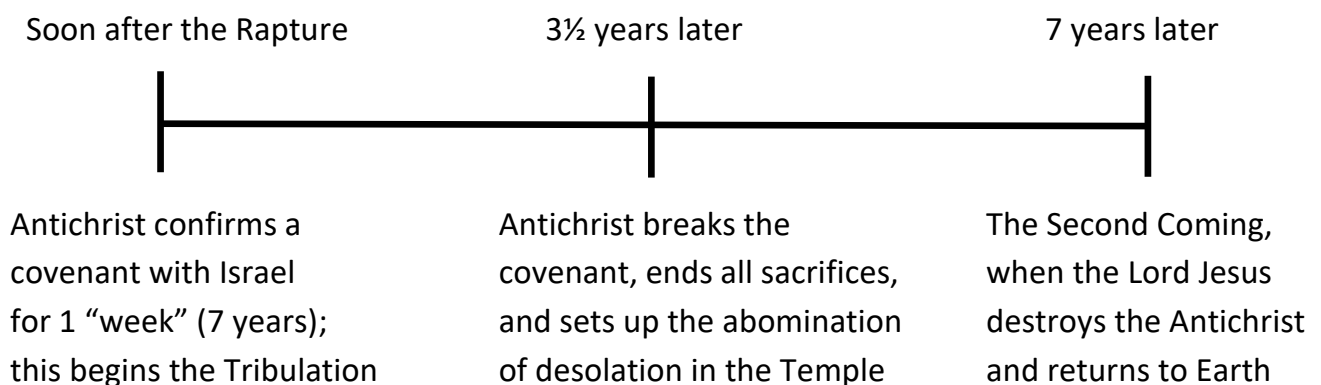 Soon after the Rapture
3½ years later
7 years later
Antichrist confirms a
covenant with Israel
for 1 “week” (7 years);
this begins the Tribulation
Antichrist breaks the
covenant, ends all sacrifices,
and sets up the abomination
of desolation in the Temple
The Second Coming,
when the Lord Jesus
destroys the Antichrist
and returns to Earth